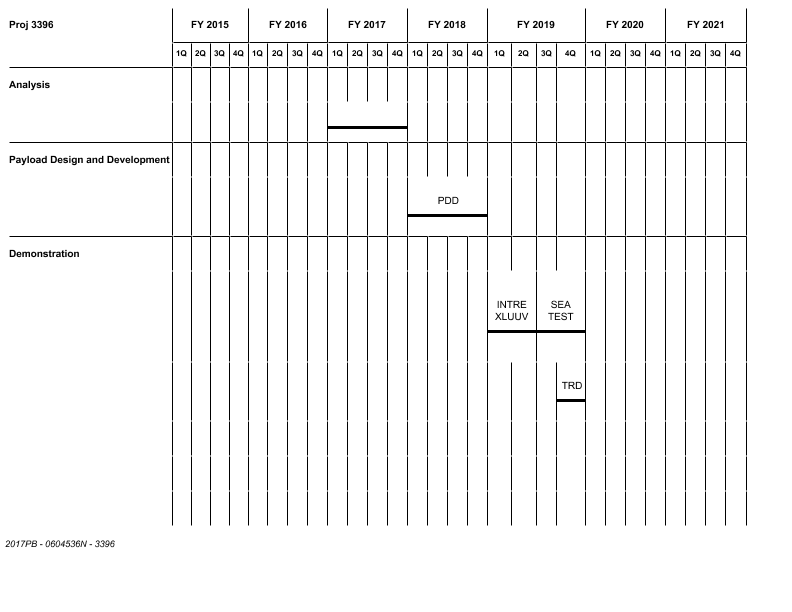 Proj 3396 FY 2015 FY 2016 FY 2017 FY 2018 FY 2019 FY 2020 FY 2021
1Q 2Q 3Q 4Q 1Q 2Q 3Q 4Q 1Q 2Q 3Q 4Q 1Q 2Q 3Q 4Q 1Q 2Q 3Q 4Q 1Q 2Q 3Q 4Q 1Q 2Q 3Q 4Q
Analysis
Payload Design and Development
PDD
Demonstration
INTRE SEA
XLUUV TEST
TRD
2017PB - 0604536N - 3396